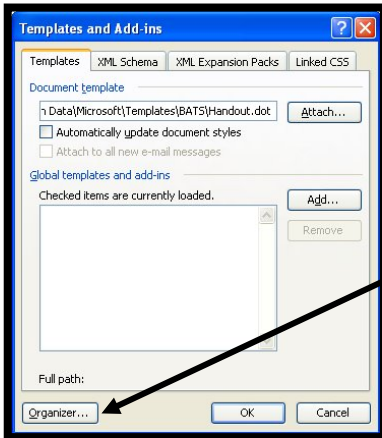 Templates and Add-ins
Templates XML Schema XML Expansion Packs Linked CSS
Document template
n Data\Microsoft\Templates\BATS\Handout.dot Attach...
Automatically update document styles
Attach to all new e-mail messages
Global templates and add-ins
Checked items are currently loaded. Add...
Remove
Full path:
Organizer... OK Cancel